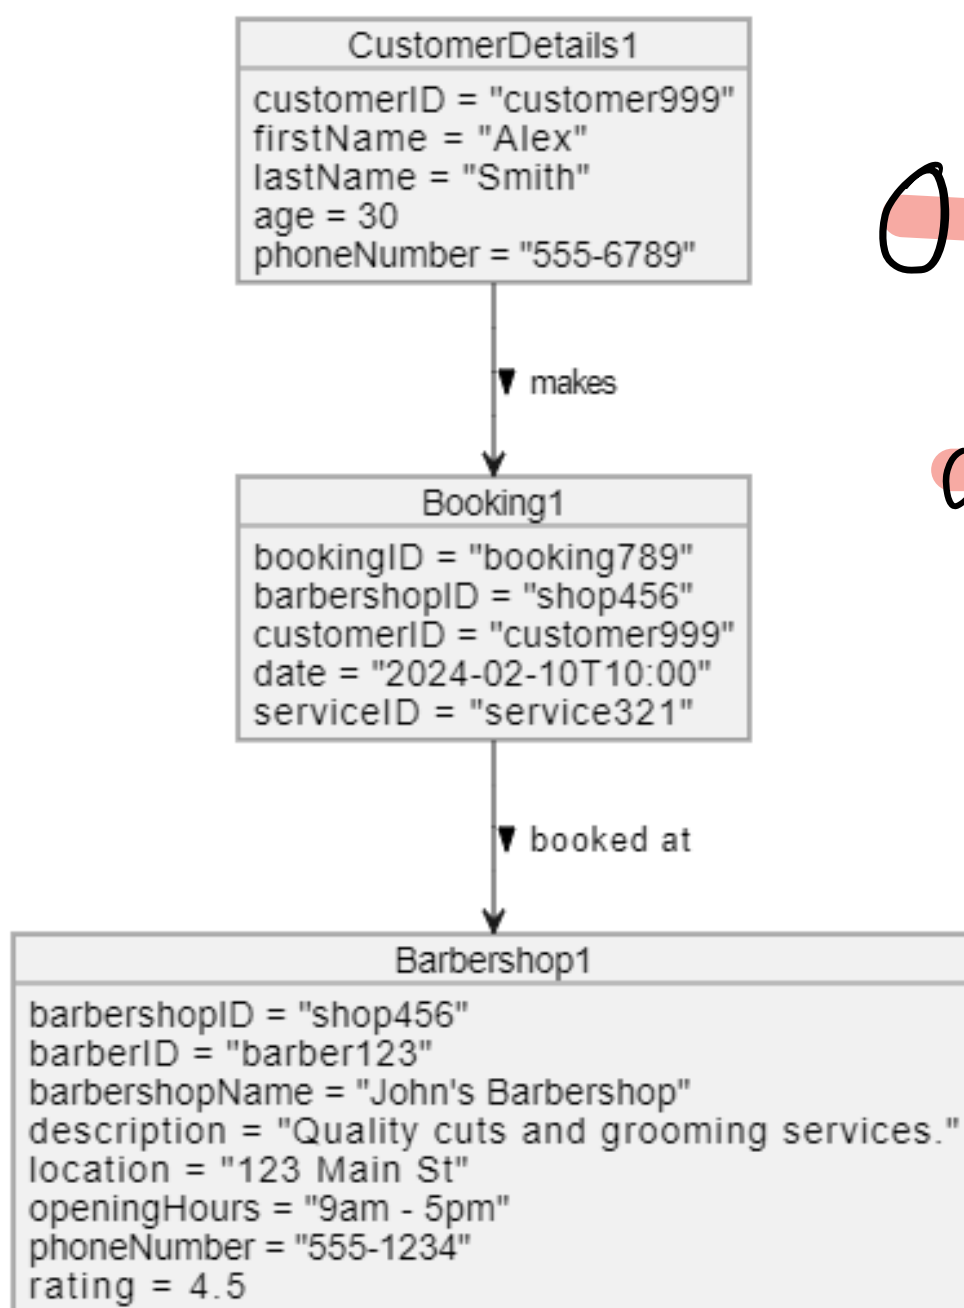 CustomerDetails1
customerID = "customer999"
firstName = "Alex"
lastName = "Smith"
age = 30
phoneNumber = "555-6789"
makes
Booking1
bookingID = "booking789"
barbershopID = "shop456"
customerID = "customer999"
date = "2024-02-10T10:00"
serviceID = "service321"
booked at
Barbershop1
barbershopID = "shop456"
barberID = "barber123"
barbershopName = "John's Barbershop"
description = "Quality cuts and grooming services."
location = "123 Main St"
openingHours = "9am - 5pm"
phoneNumber = "555-1234"
rating = 4.5